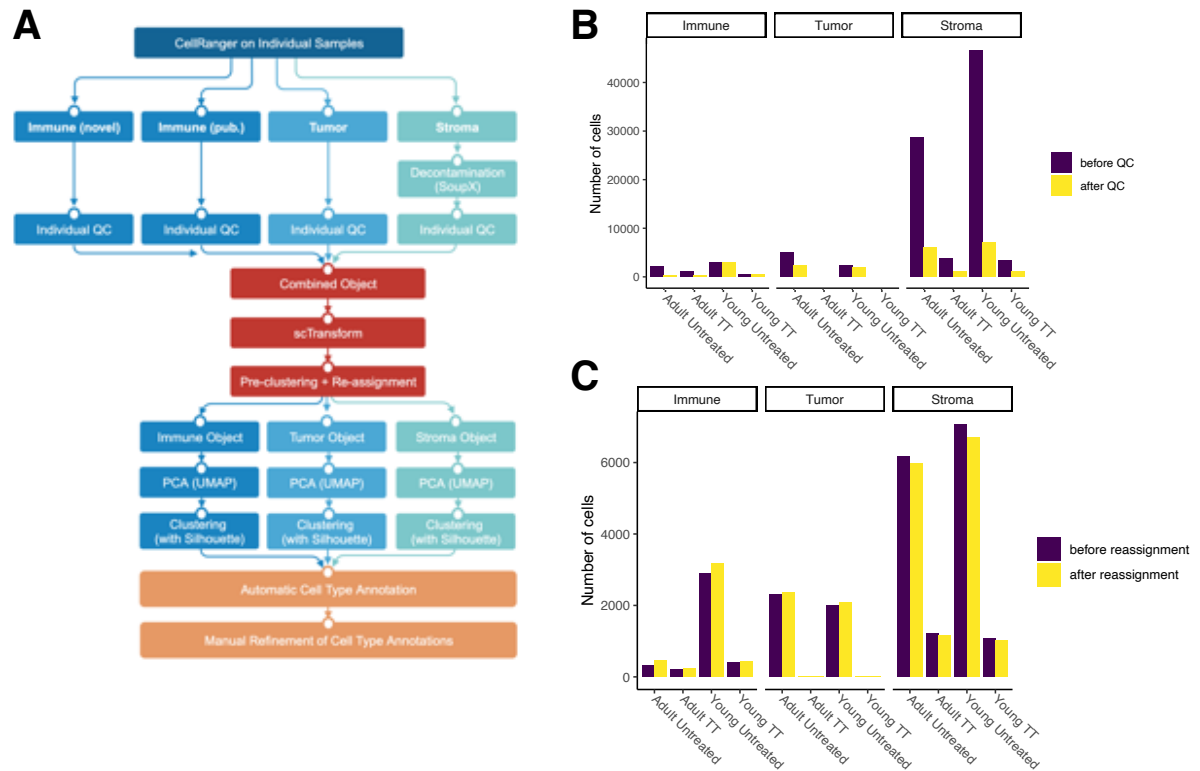 A
CellRanger on Individual Samples
Immune (novel)
Immune (pub.)
Tumor
Stroma
Decontamination
(SoupX)
Individual QC
Individual QC
Individual QC
Individual QC
Combined Object
scTransform
Pre-clustering + Re-assignment
Immune Object
Tumor Object
Stroma Object
PCA (UMAP)
PCA (UMAP)
PCA (UMAP)
Clustering
(with Silhouette)
Clustering
(with Silhouette)
Clustering
(with Silhouette)
Automatic Cell Type Annotation
Manual Refinement of Cell Type Annotations
B
Immune
Tumor
Stroma
Number of cells
40000
30000
20000
10000
0
Adult Untreated
Adult TT
Young Untreated
Young TT
Adult Untreated
Adult TT
Young Untreated
Young TT
Adult Untreated
Adult TT
Young Untreated
Young TT
before QC
after QC
C
Immune
Tumor
Stroma
Number of cells
6000
4000
2000
0
Adult Untreated
Adult TT
Young Untreated
Young TT
Adult Untreated
Adult TT
Young Untreated
Young TT
Adult Untreated
Adult TT
Young Untreated
Young TT
before reassignment
after reassignment